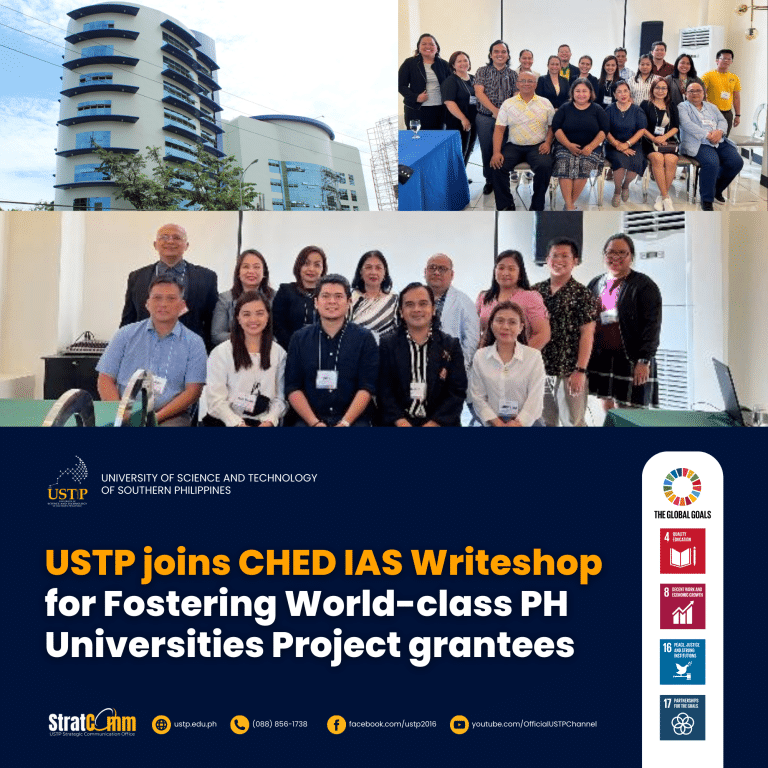 USTP
UNIVERSITY OF SCIENCE AND TECHNOLOGY
OF SOUTHERN PHILIPPINES
USTP joins CHED IAS Writeshop
for Fostering World-class PH
Universities Project grantees
THE GLOBAL GOALS
4 QUALITY
EDUCATION
8 DECENT WORK AND
ECONOMIC GROWTH
16 PEACE, JUSTICE
AND STRONG
INSTITUTIONS
17 PARTNERSHIPS
FOR THE GOALS
StratComm
USTP Strategic Communication Office
ustp.edu.ph
(088) 856-1738
facebook.com/ustp2016
youtube.com/OfficialUSTPChannel